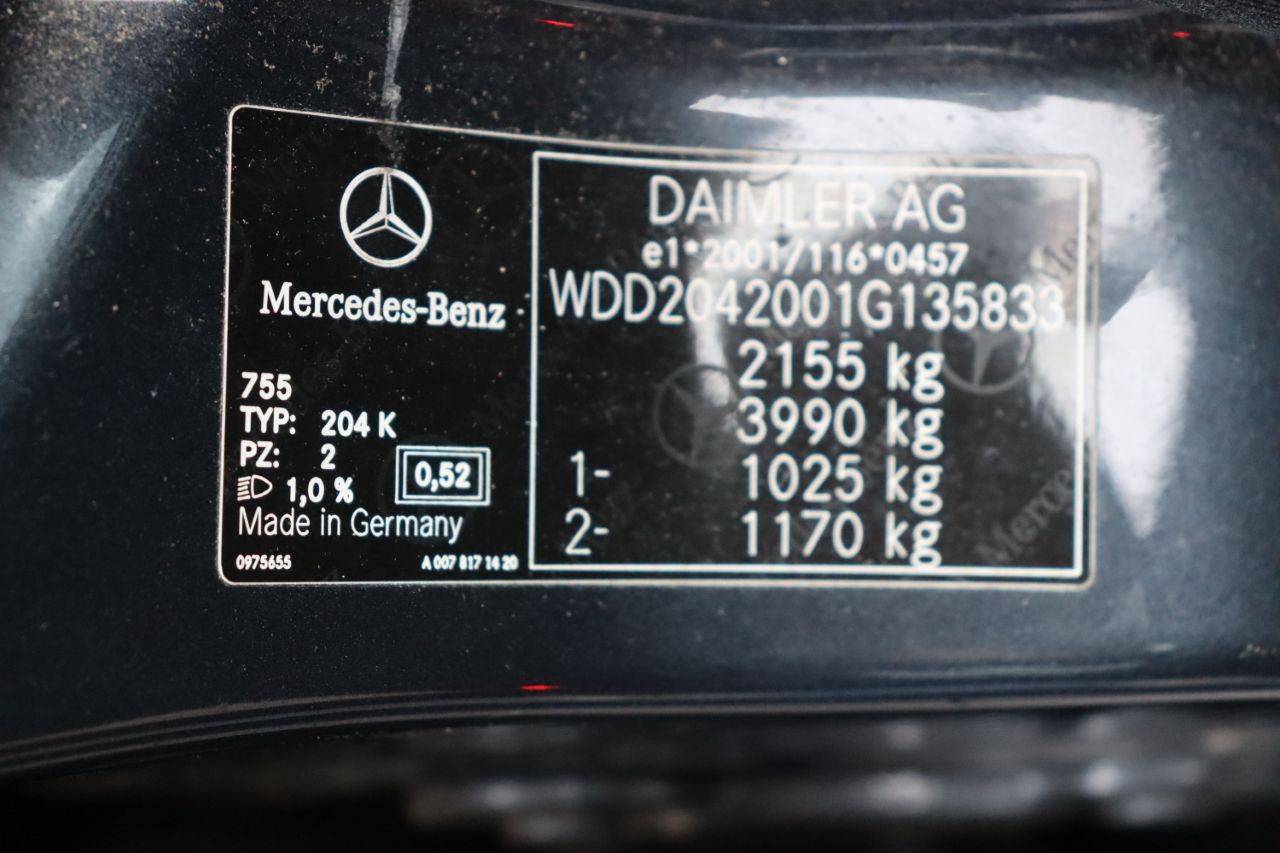 Mercedes-Benz
755
TYP: 204 K
PZ: 2
1,0 %
0,52
Made in Germany
0975655
A 007 817 14 20
DAIMLER AG
e1*2001/116*0457
WDD2042001G135833
2155 kg
3990 kg
1- 1025 kg
2- 1170 kg